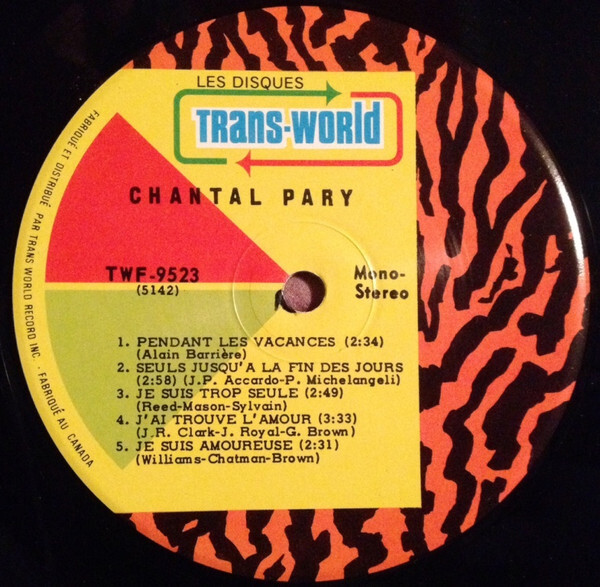 LES DISQUES
TRANS-WORLD
CHANTAL PARY
TWF-9523
(5142)
Mono-
Stereo
1. PENDANT LES VACANCES (2:34)
(Alain Barrière)
2. SEULS JUSQU'A LA FIN DES JOURS
(2:58) (J.P. Accardo-P. Michelangeli)
3. JE SUIS TROP SEULE (2:49)
(Reed-Mason-Sylvain)
4. J'AI TROUVE L'AMOUR (3:33)
(J.R. Clark-J. Royal-G. Brown)
5. JE SUIS AMOUREUSE (2:31)
(Williams-Chatman-Brown)
FABRIQUÉ ET DISTRIBUÉ PAR TRANS WORLD RECORD INC. · FABRIQUÉ AU CANADA